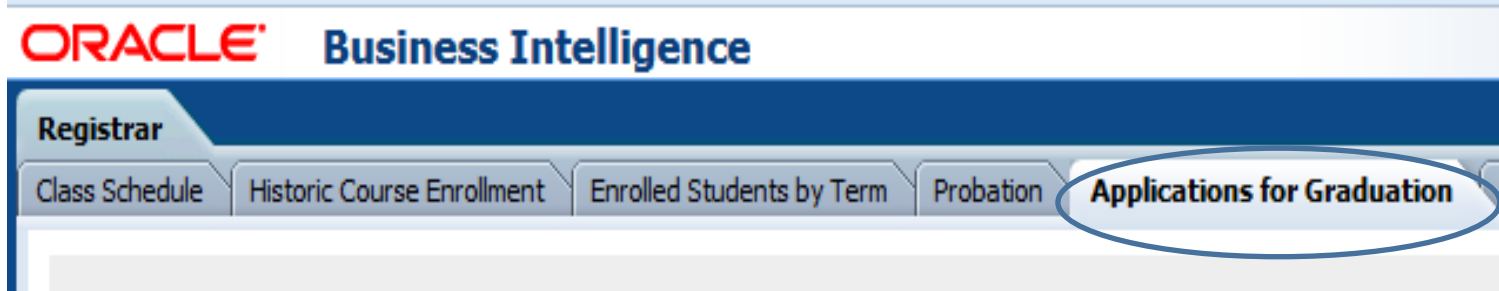 ORACLE Business Intelligence
Registrar
Class Schedule Historic Course Enrollment Enrolled Students by Term Probation Applications for Graduation